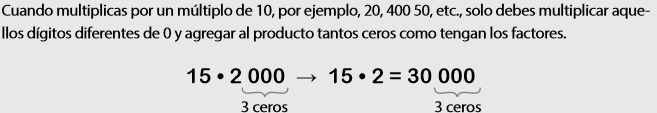 Cuando multiplicas por un múltiplo de 10, por ejemplo, 20, 400 50, etc., solo debes multiplicar aque-
llos dígitos diferentes de 0 y agregar al producto tantos ceros como tengan los factores.
15 • 2 000 → 15 • 2 = 30 000
3 ceros 3 ceros